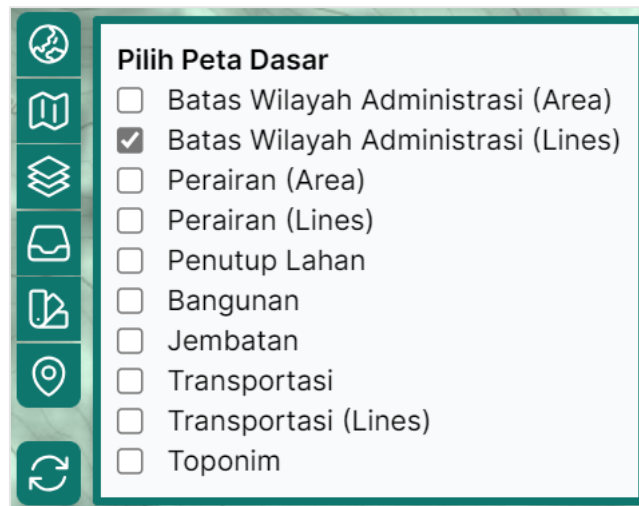 Pilih Peta Dasar
Batas Wilayah Administrasi (Area)
Batas Wilayah Administrasi (Lines)
Perairan (Area)
Perairan (Lines)
Penutup Lahan
Bangunan
Jembatan
Transportasi
Transportasi (Lines)
Toponim